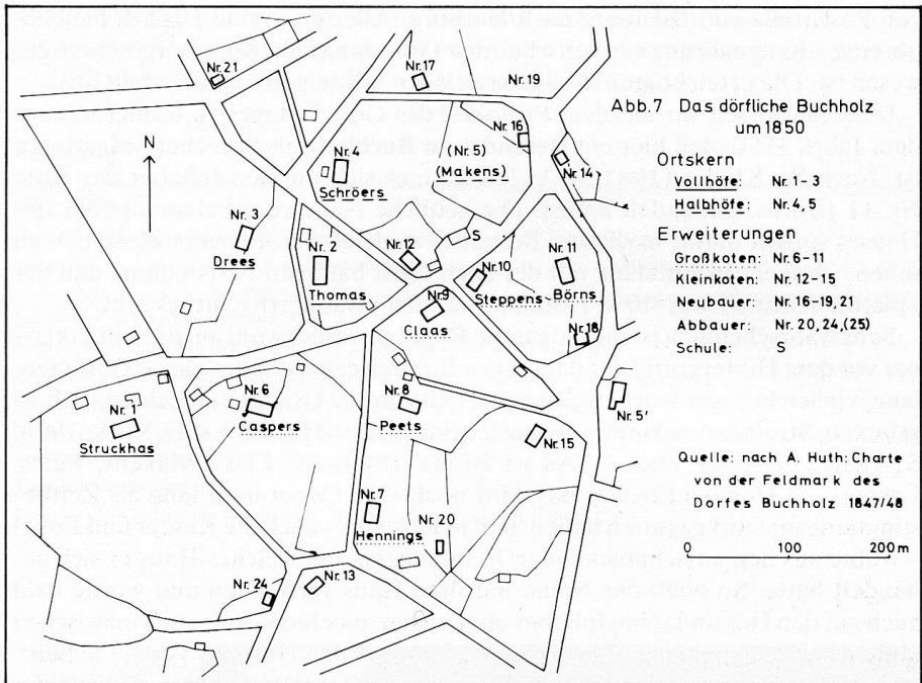 Nr. 21
Nr. 17
Nr. 19
Nr. 16
(Nr. 5)
(Makens)
Nr. 14
Nr. 4
Schröders
N
Nr. 3
Drees
Nr. 2
Thomas
Nr. 12
S
Nr. 10
Steppens
Nr. 11
Börns
Nr. 9
Claas
Nr. 18
Nr. 1
Struckhas
Nr. 6
Caspers
Nr. 8
Peets
Nr. 5'
Nr. 15
Nr. 7
Hennings
Nr. 20
Nr. 24
Nr. 13
Abb.7 Das dörfliche Buchholz
um 1850
Ortskern
Vollhöfe: Nr. 1-3
Halbhöfe: Nr. 4,5
Erweiterungen
Großkoten: Nr. 6-11
Kleinkoten: Nr. 12-15
Neubauer: Nr. 16-19, 21
Abbauer: Nr. 20, 24, (25)
Schule: S
Quelle: nach A. Huth: Charte
von der Feldmark des
Dorfes Buchholz 1847/48
0 100 200 m